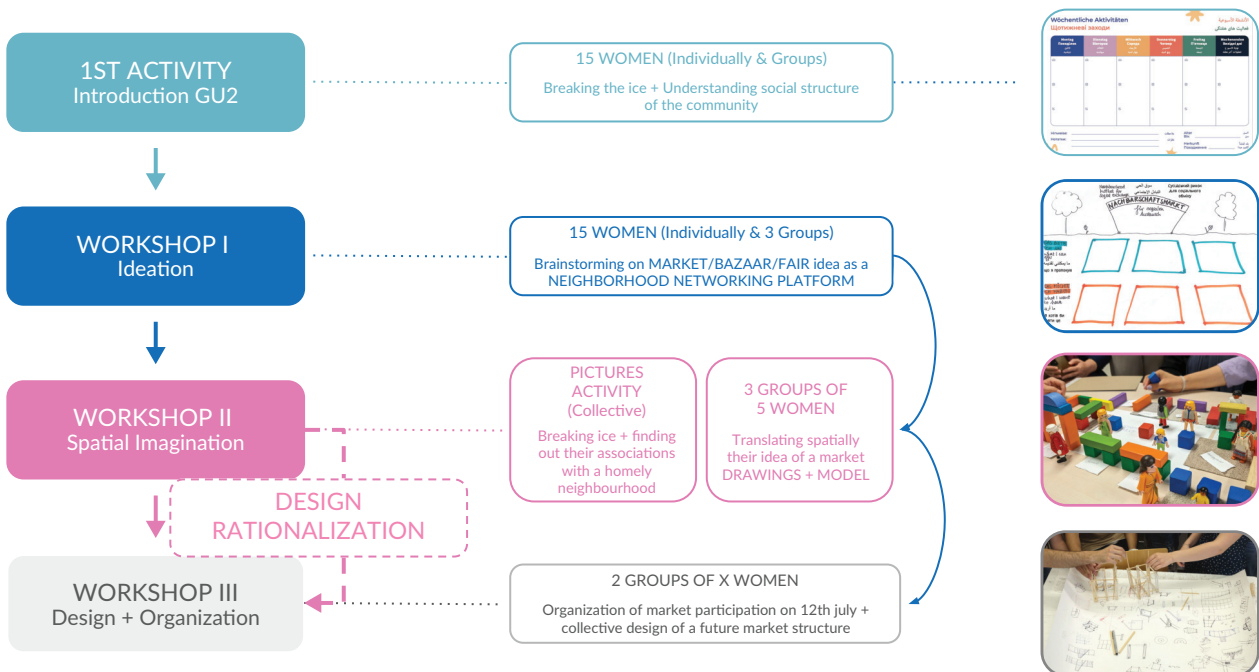 1ST ACTIVITY
Introduction GU2
15 WOMEN (Individually & Groups)
Breaking the ice + Understanding social structure
of the community
Wöchentliche Aktivitäten
Щотижневі заходи
WORKSHOP I
Ideation
15 WOMEN (Individually & 3 Groups)
Brainstorming on MARKET/BAZAAR/FAIR idea as a
NEIGHBORHOOD NETWORKING PLATFORM
NACHBARSCHAFTSMARKT
WORKSHOP II
Spatial Imagination
PICTURES
ACTIVITY
(Collective)
Breaking ice + finding
out their associations
with a homely
neighbourhood
3 GROUPS OF
5 WOMEN
Translating spatially
their idea of a market
DRAWINGS + MODEL
DESIGN
RATIONALIZATION
WORKSHOP III
Design + Organization
2 GROUPS OF X WOMEN
Organization of market participation on 12th july +
collective design of a future market structure